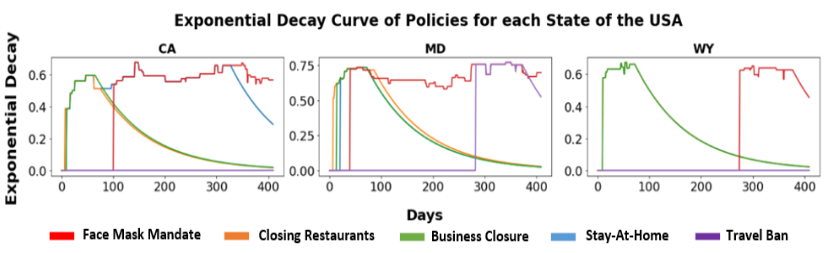 Exponential Decay Curve of Policies for each State of the USA
CA MD WY
Exponential Decay
0.6
0.4
0.2
0.0
0 100 200 300 400
0.75
0.50
0.25
0.00
0 100 200 300 400
0.6
0.4
0.2
0.0
0 100 200 300 400
Days
Face Mask Mandate Closing Restaurants Business Closure Stay-At-Home Travel Ban